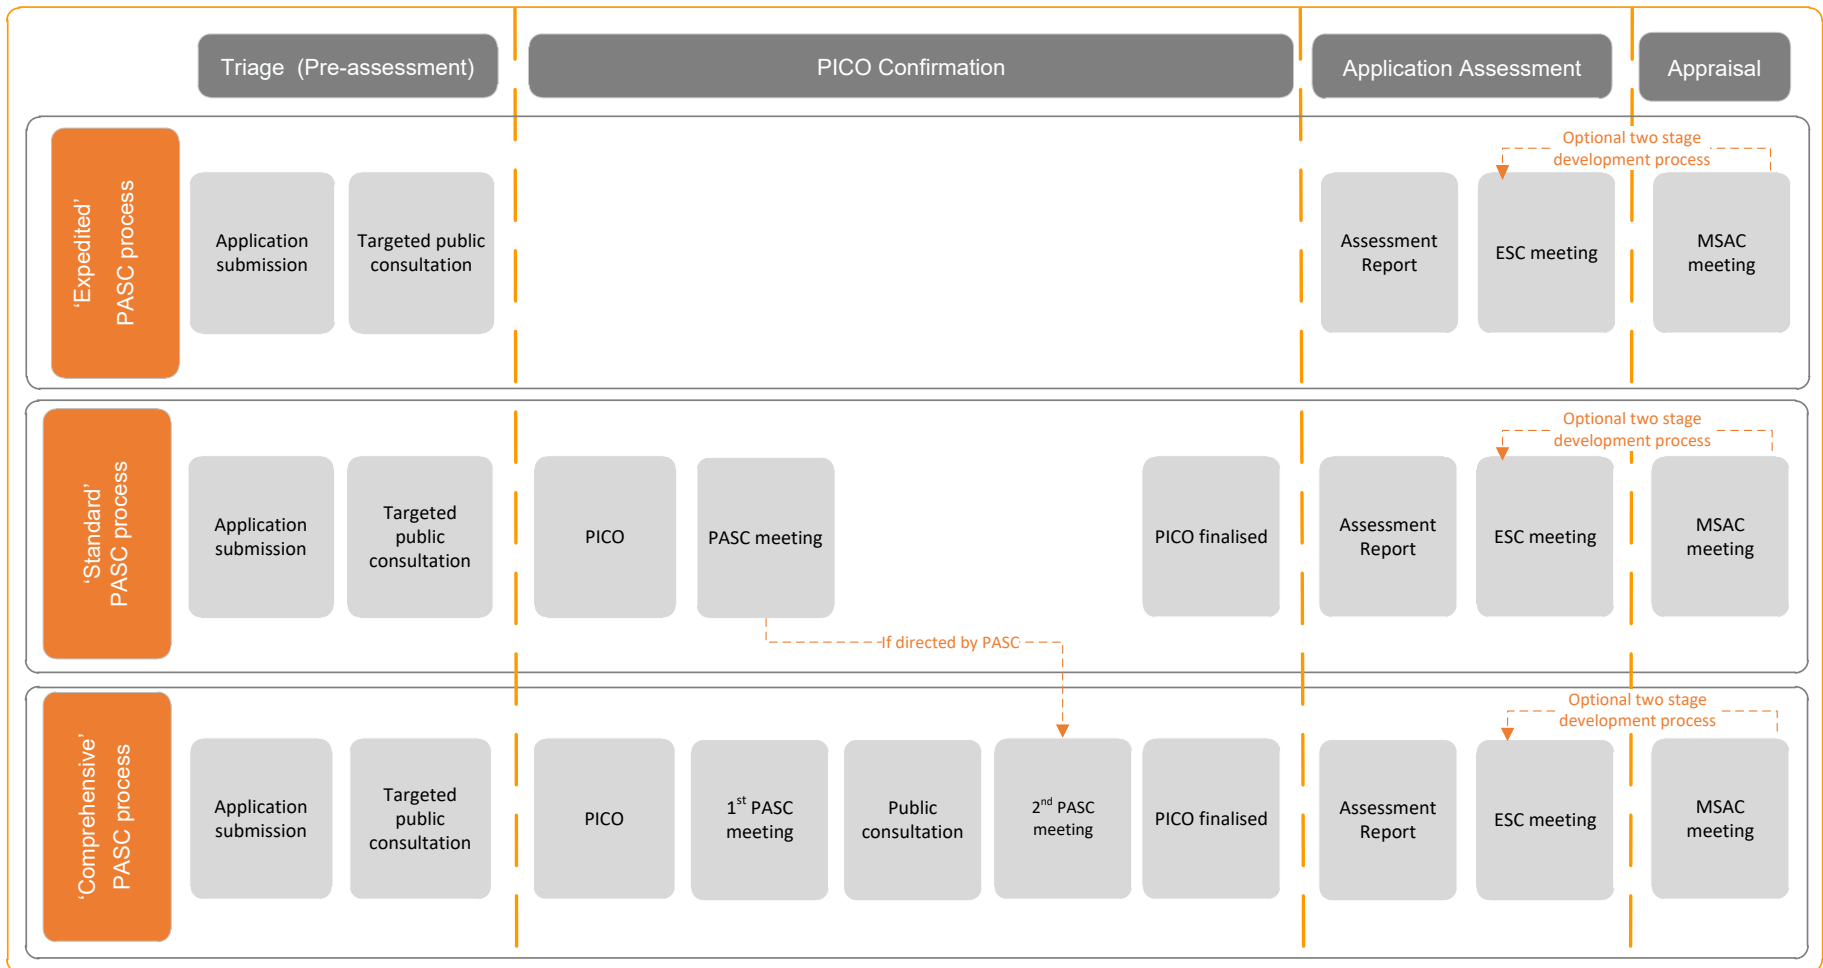 Triage  (Pre-assessment)
PICO Confirmation
Application Assessment
Appraisal
‘Expedited’
PASC process
Application
submission
Targeted public
consultation
Assessment
Report
ESC meeting
MSAC
meeting
Optional two stage
development process
‘Standard’
PASC process
Application
submission
Targeted
public
consultation
PICO
PASC meeting
PICO finalised
Assessment
Report
ESC meeting
MSAC
meeting
Optional two stage
development process
If directed by PASC
‘Comprehensive’
PASC process
Application
submission
Targeted
public
consultation
PICO
1st PASC
meeting
Public
consultation
2nd PASC
meeting
PICO finalised
Assessment
Report
ESC meeting
MSAC
meeting
Optional two stage
development process